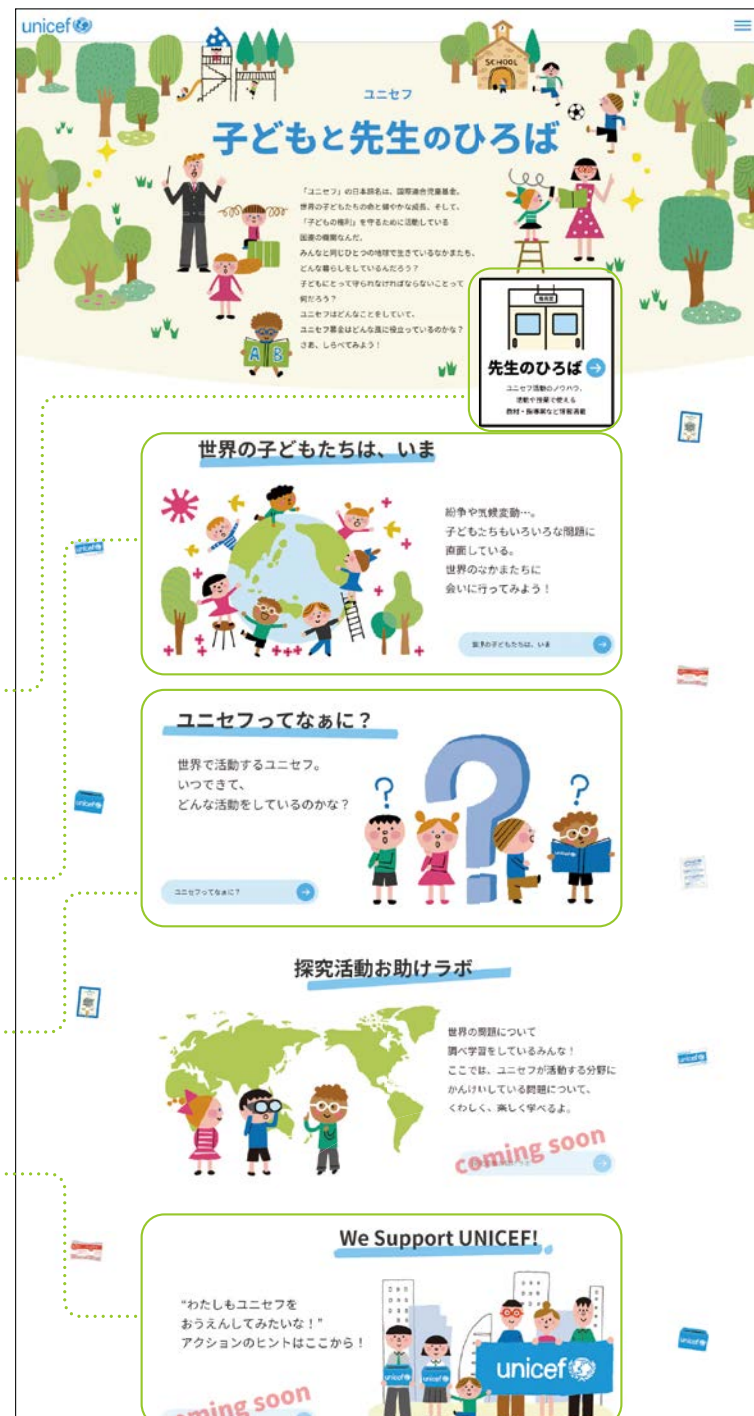 unicef
SCHOOL
ユニセフ
子どもと先生のひろば
「ユニセフ」の日本語名は、国際連合児童基金。
世界の子どもたちの命と健やかな成長、そして、
「子どもの権利」を守るために活動している
国連の機関なんだ。
みんなと同じひとつの地球で生きているなかまたち、
どんな暮らしをしているんだろう？
子どもにとって守られなければならないことって
何だろう？
ユニセフはどんなことをしていて、
ユニセフ募金はどんな風に役立っているのかな？
さあ、しらべてみよう！
A B
職員室
先生のひろば
ユニセフ活動のノウハウ、
活動や授業で使える
教材・指導案など情報満載
世界の子どもたちは、いま
紛争や気候変動…。
子どもたちもいろいろな問題に
直面している。
世界のなかまたちに
会いに行ってみよう！
世界の子どもたちは、いま
unicef
ユニセフってなぁに？
世界で活動するユニセフ。
いつできて、
どんな活動をしているのかな？
unicef
unicef
ユニセフってなぁに？
探究活動お助けラボ
世界の問題について
調べ学習をしているみんな！
ここでは、ユニセフが活動する分野に
かんけいしている問題について、
くわしく、楽しく学べるよ。
unicef
coming soon
We Support UNICEF!
“わたしもユニセフを
おうえんしてみたいな！”
アクションのヒントはここから！
unicef
unicef
unicef
unicef
coming soon